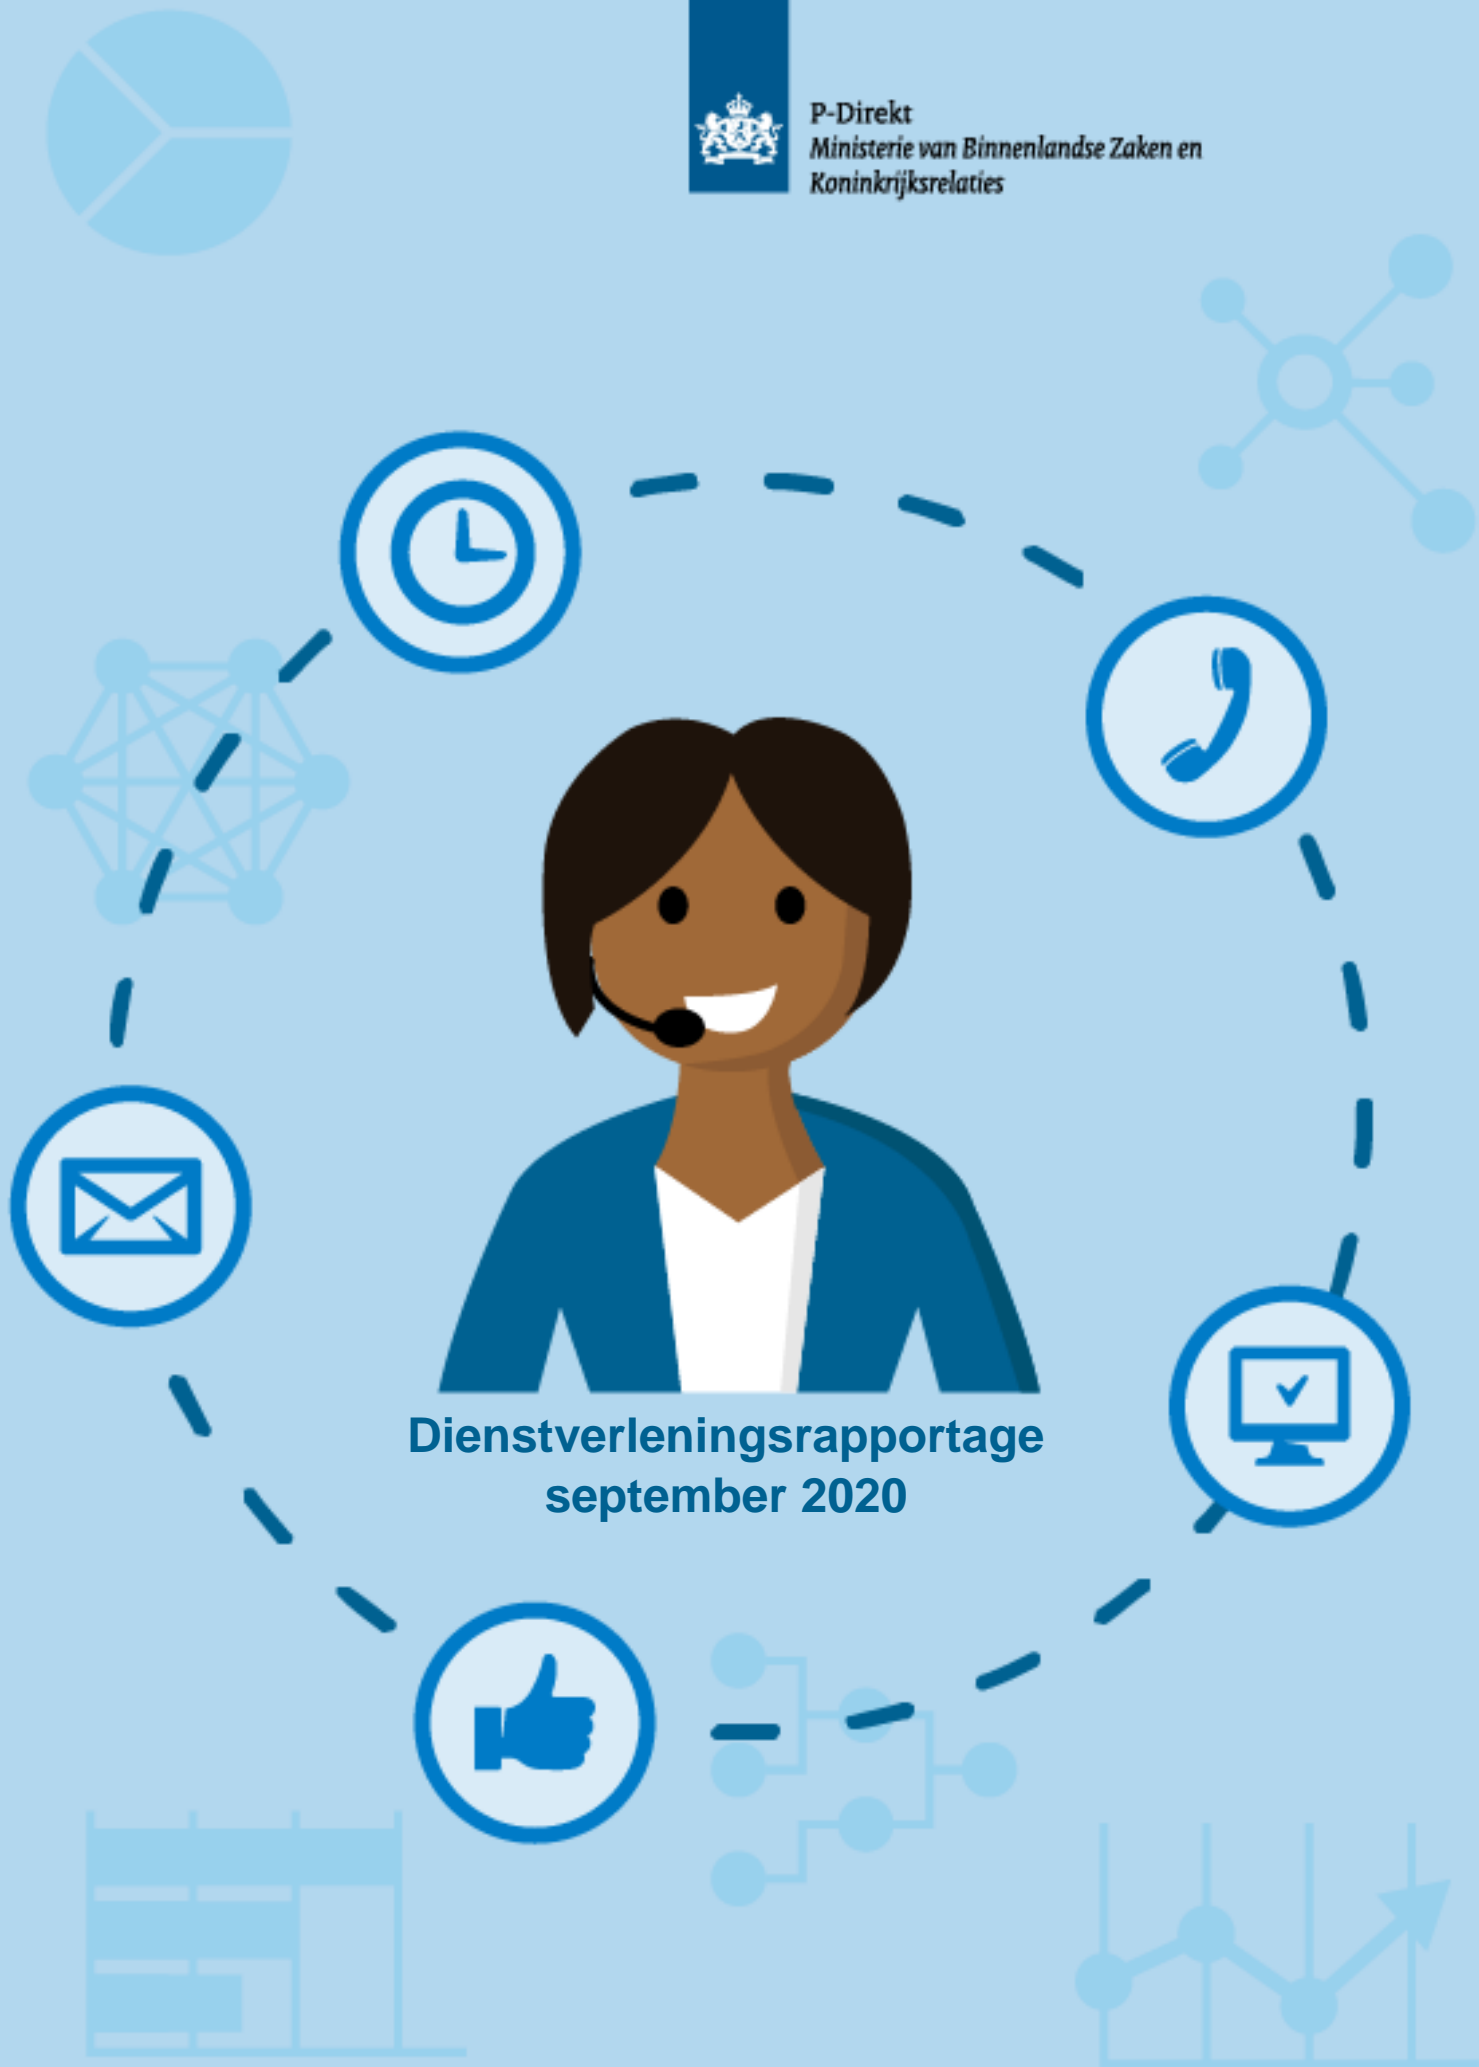 P-Direkt
Ministerie van Binnenlandse Zaken en
Koninkrijksrelaties
Dienstverleningsrapportage
september 2020